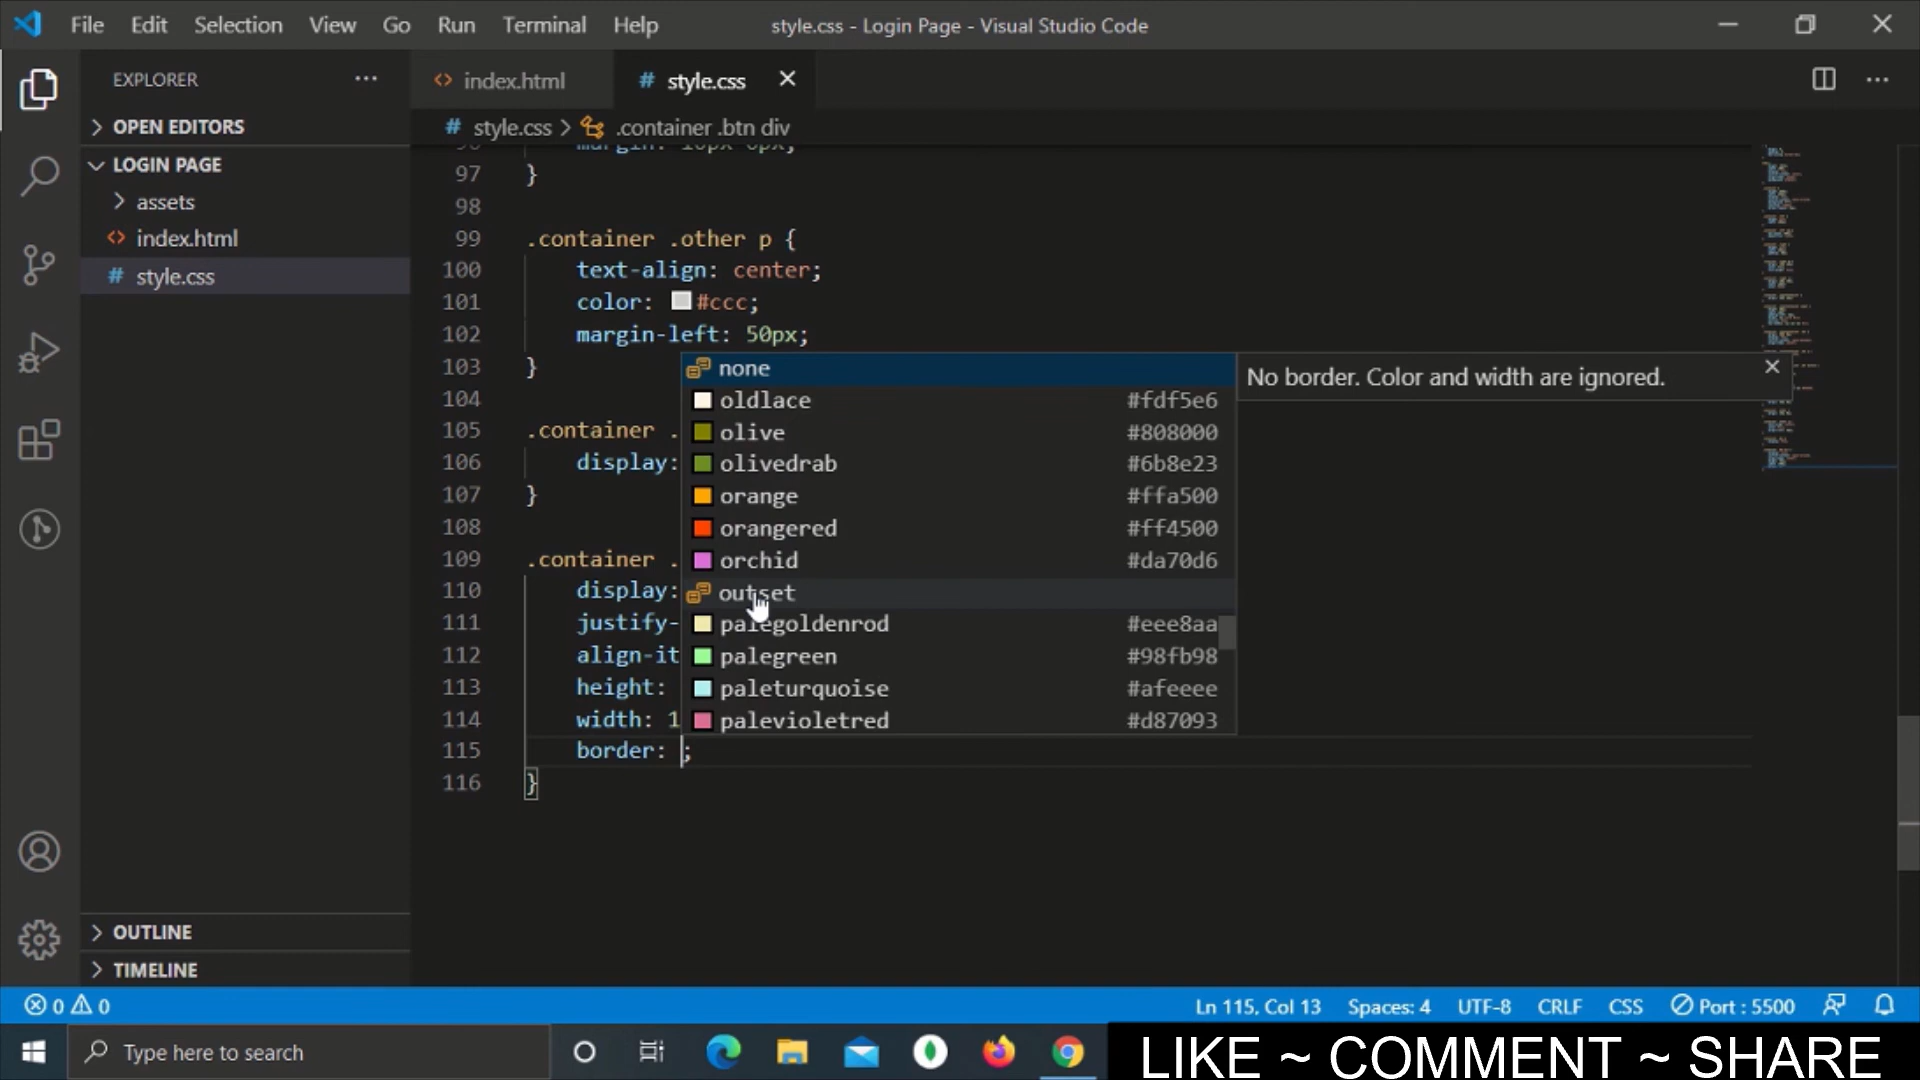 File Edit Selection View Go Run Terminal Help style.css - Login Page - Visual Studio Code
EXPLORER
index.html
style.css
OPEN EDITORS
style.css > .container .btn div
LOGIN PAGE
assets
index.html
style.css
97 }
98
99 .container .other p {
100 text-align: center;
101 color: #ccc;
102 margin-left: 50px;
103 }
104
105 .container .
106 display:
107 }
108
109 .container .
110 display:
111 justify-
112 align-it
113 height:
114 width: 1
115 border: ;
116 }
none
oldlace #fdf5e6
olive #808000
olivedrab #6b8e23
orange #ffa500
orangered #ff4500
orchid #da70d6
outset
palegoldenrod #eee8aa
palegreen #98fb98
paleturquoise #afeeee
palevioletred #d87093
No border. Color and width are ignored.
OUTLINE
TIMELINE
0 0
Ln 115, Col 13 Spaces: 4 UTF-8 CRLF CSS Port : 5500
Type here to search
LIKE ~ COMMENT ~ SHARE